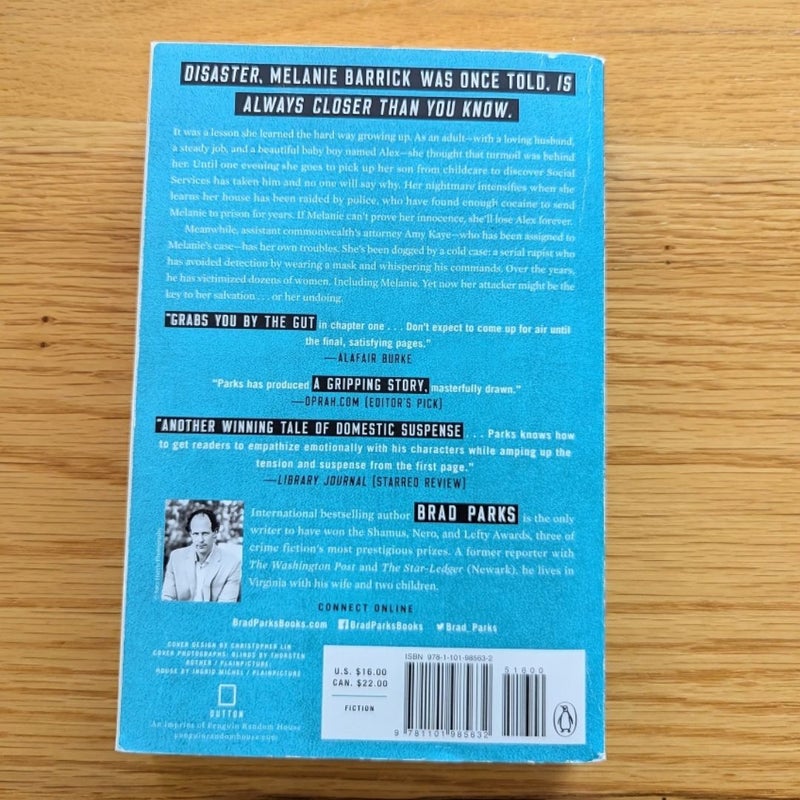 DISASTER, MELANIE BARRICK WAS ONCE TOLD, IS
ALWAYS CLOSER THAN YOU KNOW.
It was a lesson she learned the hard way growing up. As an adult—with a loving husband,
a steady job, and a beautiful baby boy named Alex—she thought that turmoil was behind
her. Until one evening she goes to pick up her son from childcare to discover Social
Services has taken him and no one will say why. Her nightmare intensifies when she
learns her house has been raided by police, who have found enough cocaine to send
Melanie to prison for years. If Melanie can't prove her innocence, she'll lose Alex forever.
Meanwhile, assistant commonwealth's attorney Amy Kaye—who has been assigned to
Melanie's case—has her own troubles. She's been dogged by a cold case: a serial rapist who
has avoided detection by wearing a mask and whispering his commands. Over the years,
he has victimized dozens of women. Including Melanie. Yet now her attacker might be the
key to her salvation . . . or her undoing.
"GRABS YOU BY THE GUT in chapter one . . . Don't expect to come up for air until
the final, satisfying pages."
—ALAFAIR BURKE
"Parks has produced A GRIPPING STORY, masterfully drawn."
—OPRAH.COM (EDITOR'S PICK)
"ANOTHER WINNING TALE OF DOMESTIC SUSPENSE . . . Parks knows how
to get readers to empathize emotionally with his characters while amping up the
tension and suspense from the first page."
—LIBRARY JOURNAL (STARRED REVIEW)
International bestselling author BRAD PARKS is the only
writer to have won the Shamus, Nero, and Lefty Awards, three of
crime fiction's most prestigious prizes. A former reporter with
The Washington Post and The Star-Ledger (Newark), he lives in
Virginia with his wife and two children.
CONNECT ONLINE
BradParksBooks.com BradParksBooks Brad_Parks
COVER DESIGN BY CHRISTOPHER LIN
COVER PHOTOGRAPHS: BLINDS BY THORSTEN
ROTHER / PLAINPICTURE;
HOUSE BY INGRID MICHEL / PLAINPICTURE
DUTTON
An Imprint of Penguin Random House
penguinrandomhouse.com
U.S. $16.00
CAN. $22.00
FICTION
ISBN 978-1-101-98563-2
51600
9 781101 985632